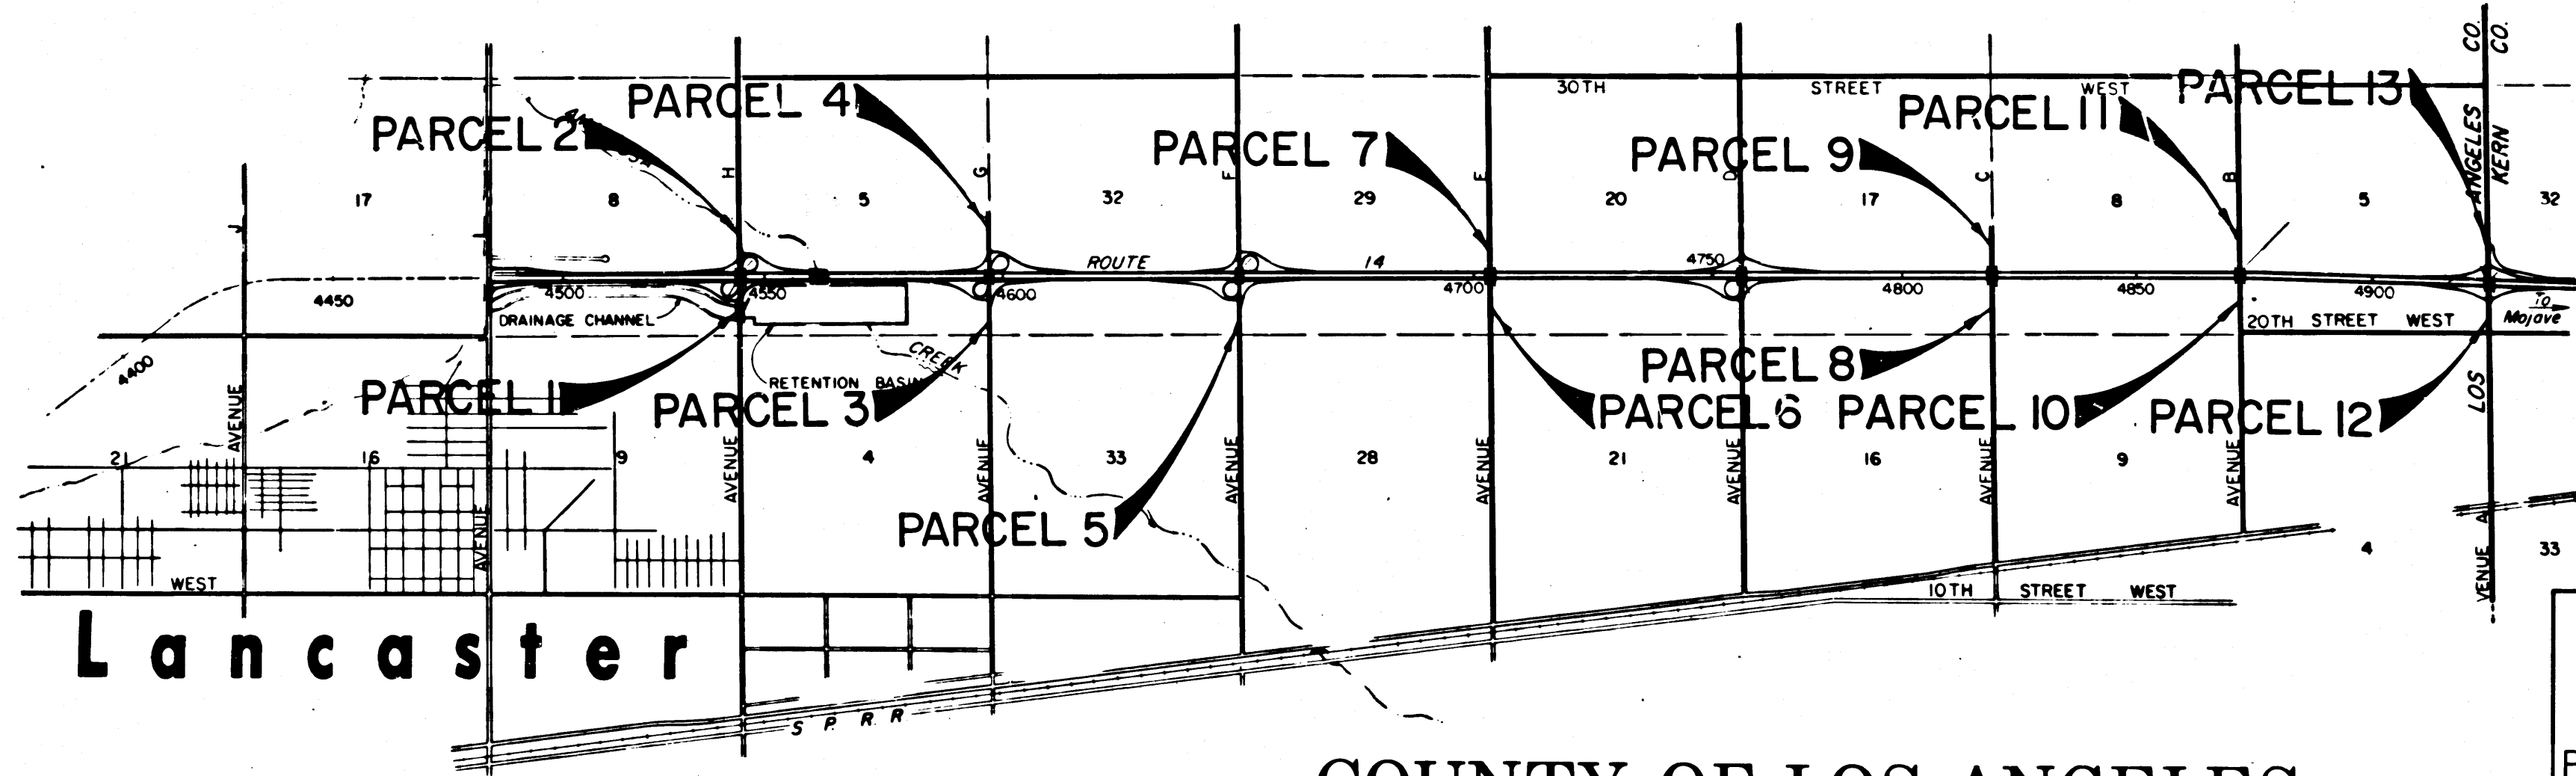 30TH STREET WEST
PARCEL 13
PARCEL 4
PARCEL 11
PARCEL 2
PARCEL 7
PARCEL 9
LOS ANGELES CO.
KERN CO.
J
I
H
G
F
E
D
C
B
17
8
5
32
29
20
17
8
5
32
ROUTE 14
4400
4450
4500
4550
4600
4700
4750
4800
4850
4900
TO
Mojave
DRAINAGE CHANNEL
20TH STREET WEST
CREEK
RETENTION BASIN
PARCEL 1
PARCEL 3
PARCEL 8
PARCEL 6
PARCEL 10
PARCEL 12
PARCEL 5
AVENUE
AVENUE
AVENUE
AVENUE
AVENUE
AVENUE
AVENUE
AVENUE
AVENUE
VENUE A
21
16
9
4
33
28
21
16
9
4
33
WEST
10TH STREET WEST
Lancaster
S P R R
COUNTY OF LOS ANGELES